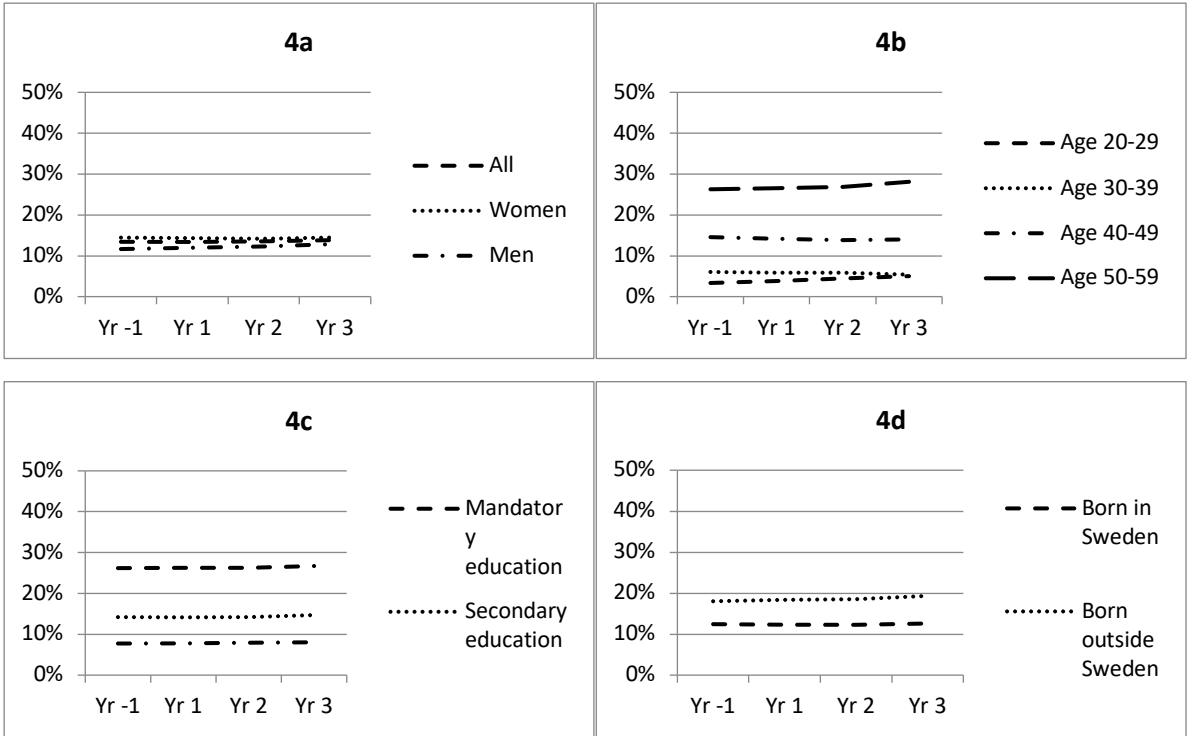 4a
50%
40%
30%
20%
10%
0%
Yr -1 Yr 1 Yr 2 Yr 3
All
Women
Men
4b
50%
40%
30%
20%
10%
0%
Yr -1 Yr 1 Yr 2 Yr 3
Age 20-29
Age 30-39
Age 40-49
Age 50-59
4c
50%
40%
30%
20%
10%
0%
Yr -1 Yr 1 Yr 2 Yr 3
Mandator
y
education
Secondary
education
4d
50%
40%
30%
20%
10%
0%
Yr -1 Yr 1 Yr 2 Yr 3
Born in
Sweden
Born
outside
Sweden